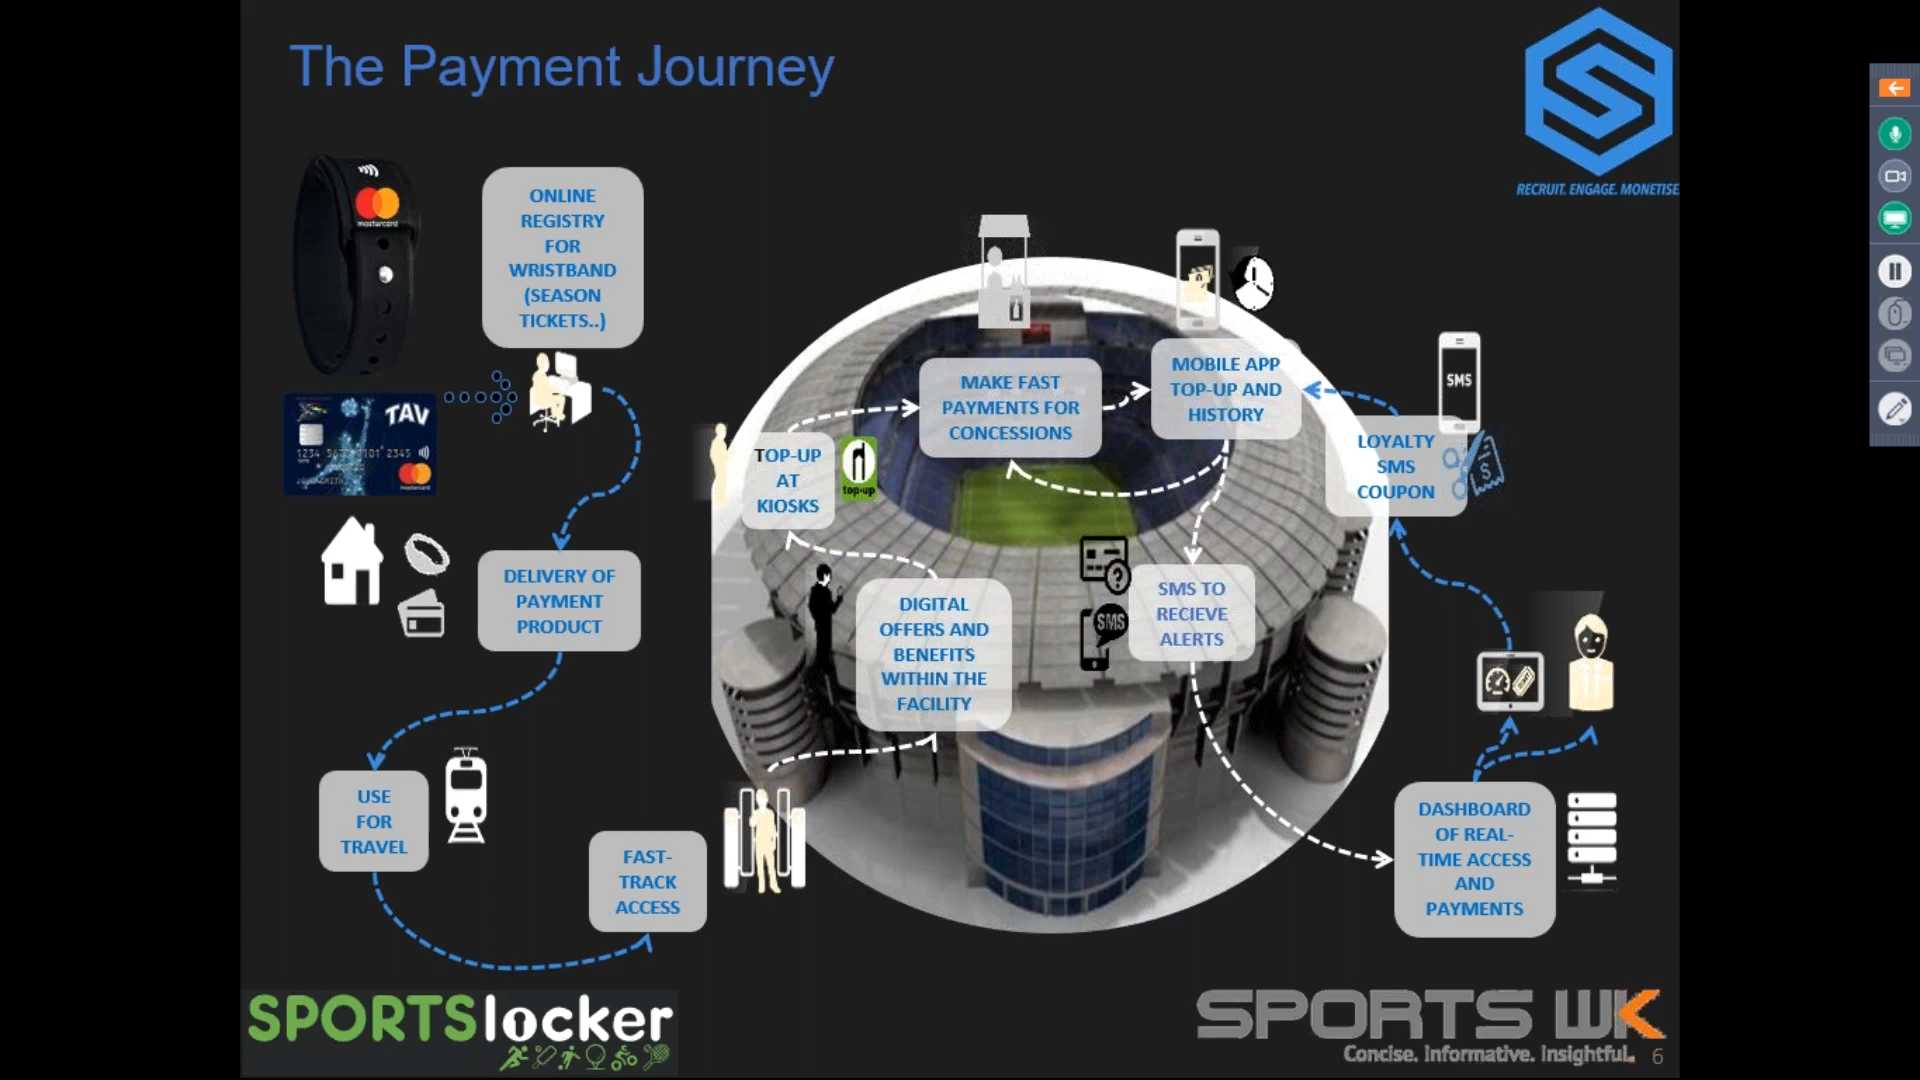 The Payment Journey
RECRUIT. ENGAGE. MONETISE
mastercard
ONLINE
REGISTRY
FOR
WRISTBAND
(SEASON
TICKETS..)
TAV
mastercard
DELIVERY OF
PAYMENT
PRODUCT
USE
FOR
TRAVEL
FAST-
TRACK
ACCESS
DIGITAL
OFFERS AND
BENEFITS
WITHIN THE
FACILITY
TOP-UP
AT
KIOSKS
top-up
MAKE FAST
PAYMENTS FOR
CONCESSIONS
MOBILE APP
TOP-UP AND
HISTORY
SMS
SMS TO
RECIEVE
ALERTS
DASHBOARD
OF REAL-
TIME ACCESS
AND
PAYMENTS
SMS
LOYALTY
SMS
COUPON
SPORTSlocker
SPORTS WK
Concise. Informative. Insightful.
6